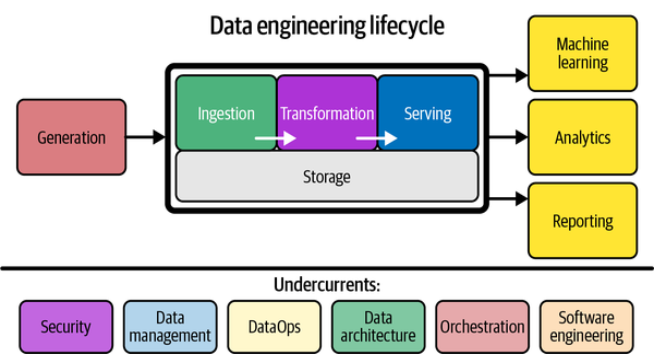 Data engineering lifecycle
Machine
learning
Ingestion
Transformation
Serving
Generation
Analytics
Storage
Reporting
Undercurrents:
Security
Data
management
DataOps
Data
architecture
Orchestration
Software
engineering